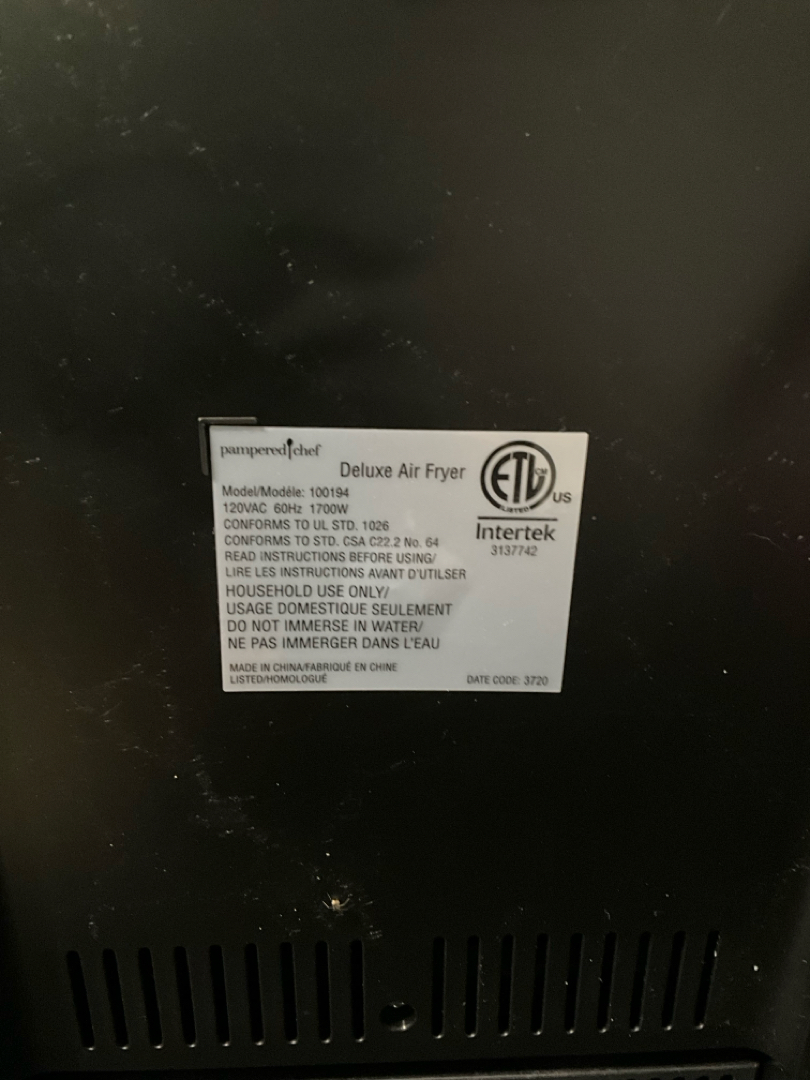 pampered chef
Deluxe Air Fryer
Model/Modéle: 100194
120VAC 60Hz 1700W
CONFORMS TO UL STD. 1026
CONFORMS TO STD. CSA C22.2 No. 64
READ INSTRUCTIONS BEFORE USING/
LIRE LES INSTRUCTIONS AVANT D'UTILSER
HOUSEHOLD USE ONLY/
USAGE DOMESTIQUE SEULEMENT
DO NOT IMMERSE IN WATER/
NE PAS IMMERGER DANS L'EAU
MADE IN CHINA/FABRIQUÉ EN CHINE
LISTED/HOMOLOGUÉ
ETL CM
LISTED
US
Intertek
3137742
DATE CODE: 3720